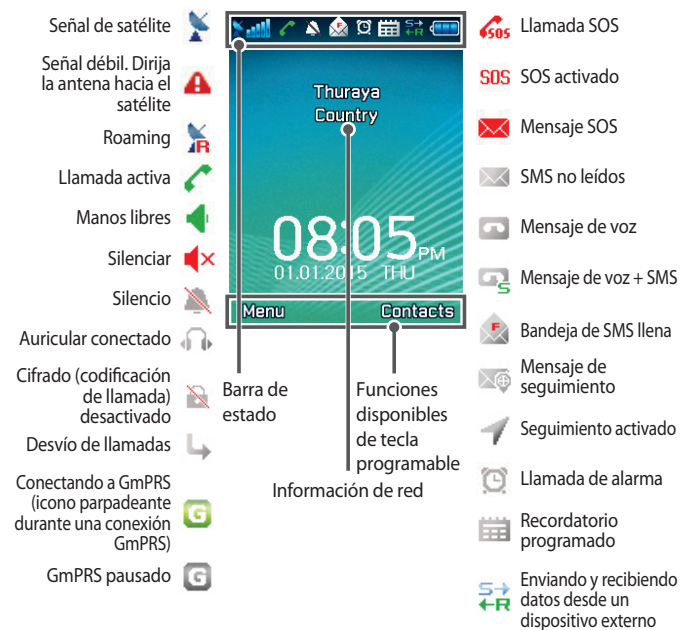 Señal de satélite
Señal débil. Dirija
la antena hacia el
satélite
Roaming
R
Llamada activa
Manos libres
Silenciar
Silencio
Auricular conectado
Cifrado (codificación
de llamada)
desactivado
Desvío de llamadas
Conectando a GmPRS
(icono parpadeante
durante una conexión
GmPRS)
G
GmPRS pausado
G
F
S
R
Thuraya
Country
08:05 PM
01.01.2015 THU
Menu
Contacts
Barra de
estado
Funciones
disponibles
de tecla
programable
Información de red
SOS
Llamada SOS
SOS
SOS activado
Mensaje SOS
SMS no leídos
Mensaje de voz
S
Mensaje de voz + SMS
F
Bandeja de SMS llena
Mensaje de
seguimiento
Seguimiento activado
Llamada de alarma
Recordatorio
programado
S
R
Enviando y recibiendo
datos desde un
dispositivo externo